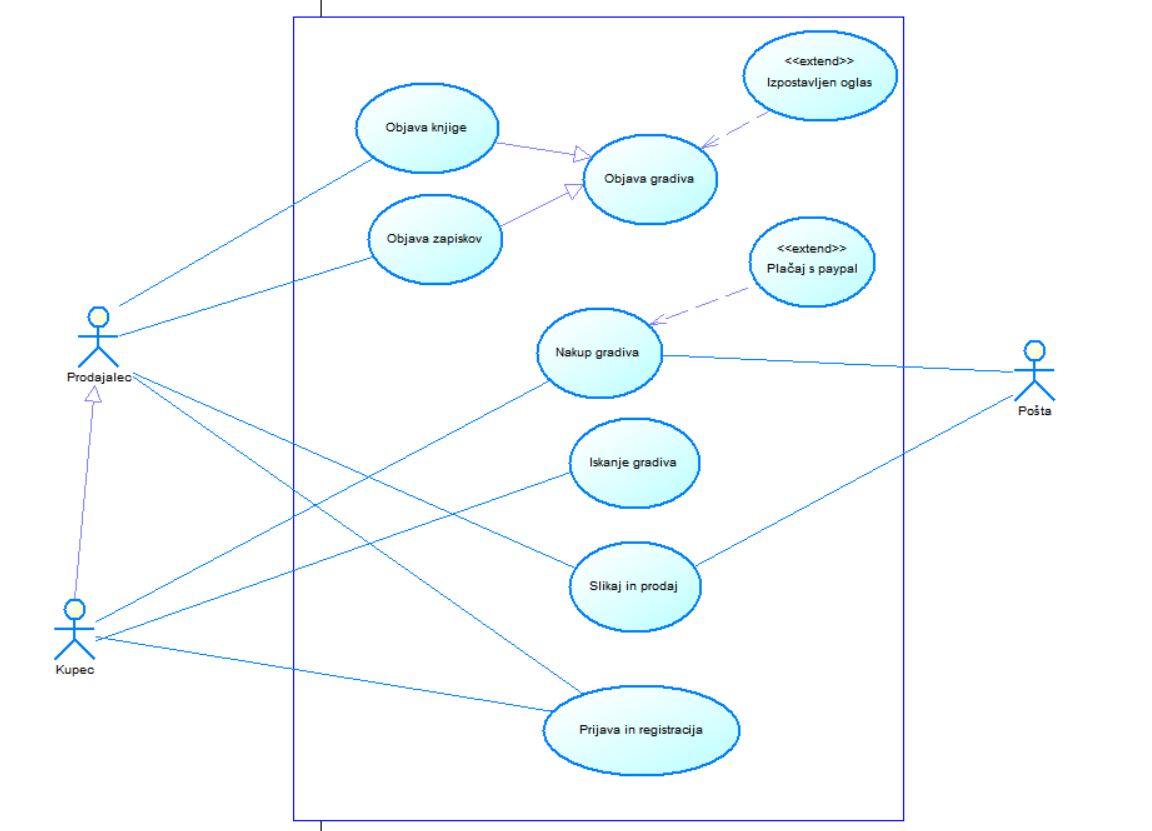 <<extend>>
Izpostavljen oglas
Objava knjige
Objava gradiva
Objava zapiskov
<<extend>>
Plačaj s paypal
Nakup gradiva
Prodajalec
Pošta
Iskanje gradiva
Slikaj in prodaj
Kupec
Prijava in registracija